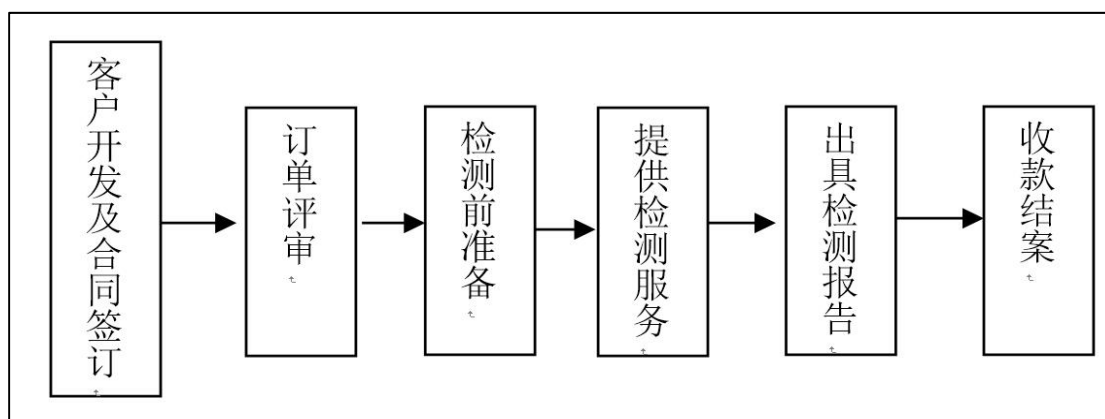 客户开发及合同签订
订单评审
检测前准备
提供检测服务
出具检测报告
收款结案